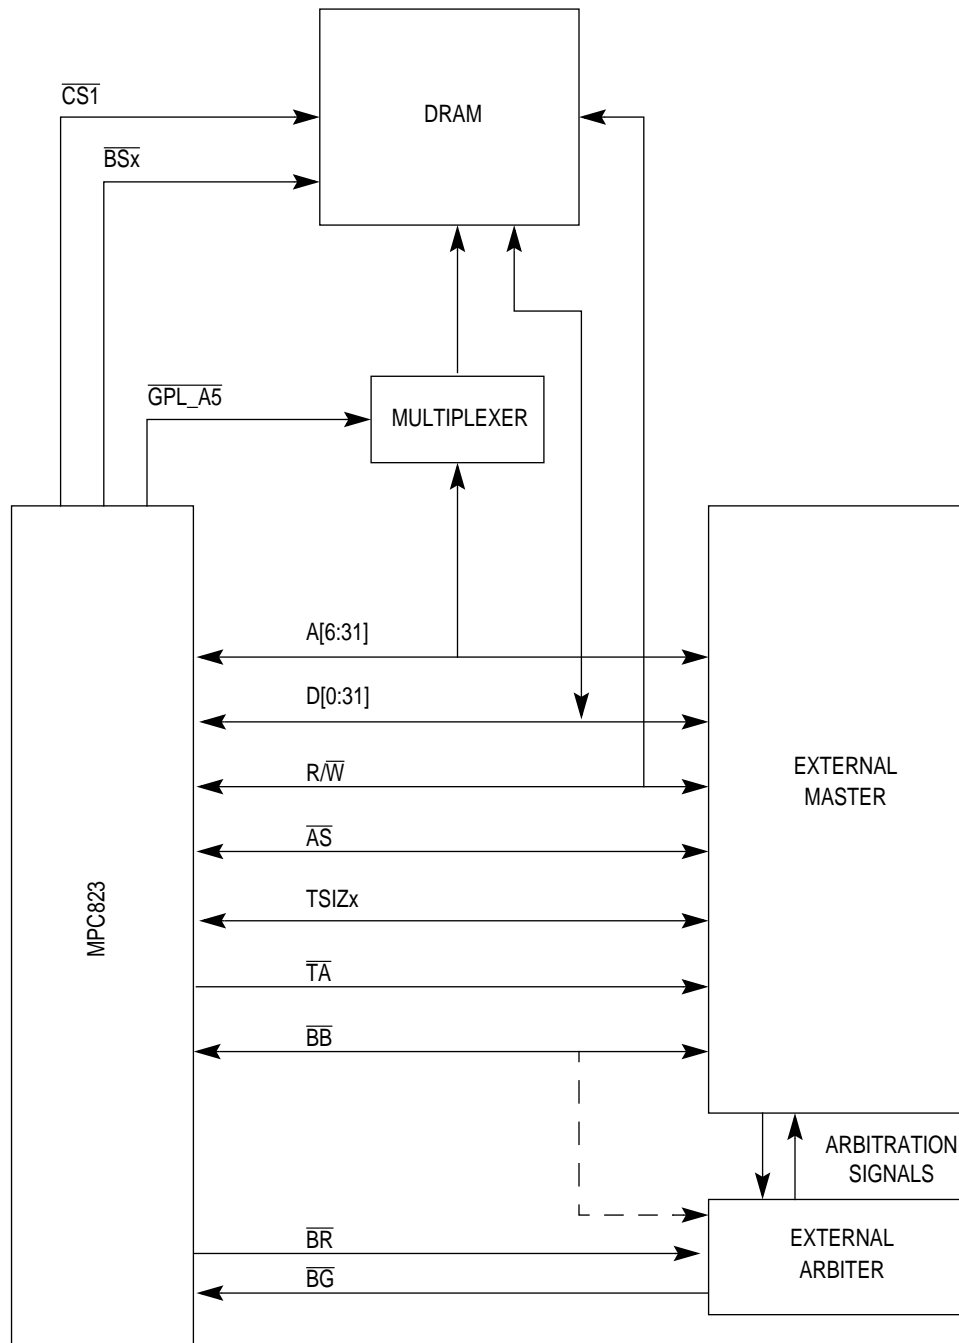 CS1
DRAM
BSx
GPL_A5
MULTIPLEXER
A[6:31]
D[0:31]
R/W
EXTERNAL
MASTER
AS
MPC823
TSIZx
TA
BB
ARBITRATION
SIGNALS
BR
EXTERNAL
ARBITER
BG